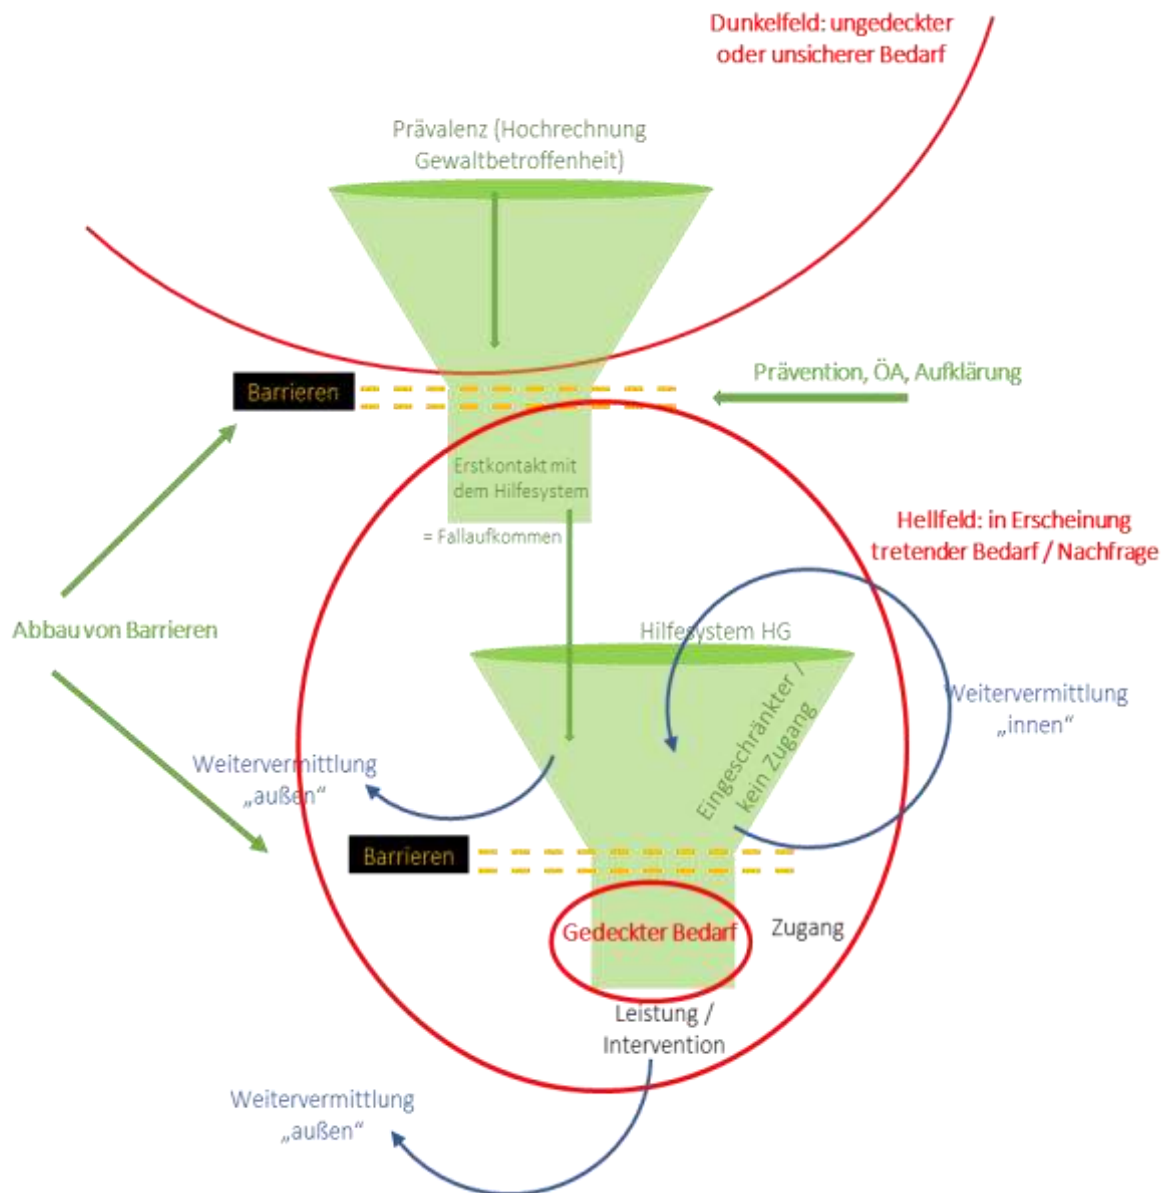 Dunkelfeld: ungedeckter
oder unsicherer Bedarf
Prävalenz (Hochrechnung
Gewaltbetroffenheit)
Prävention, ÖA, Aufklärung
Barrieren
Erstkontakt mit
dem Hilfesystem
= Fallaufkommen
Hellfeld: in Erscheinung
tretender Bedarf / Nachfrage
Abbau von Barrieren
Hilfesystem HG
Eingeschränkter /
kein Zugang
Weitervermittlung
„innen“
Weitervermittlung
„außen“
Barrieren
Gedeckter Bedarf
Zugang
Leistung /
Intervention
Weitervermittlung
„außen“